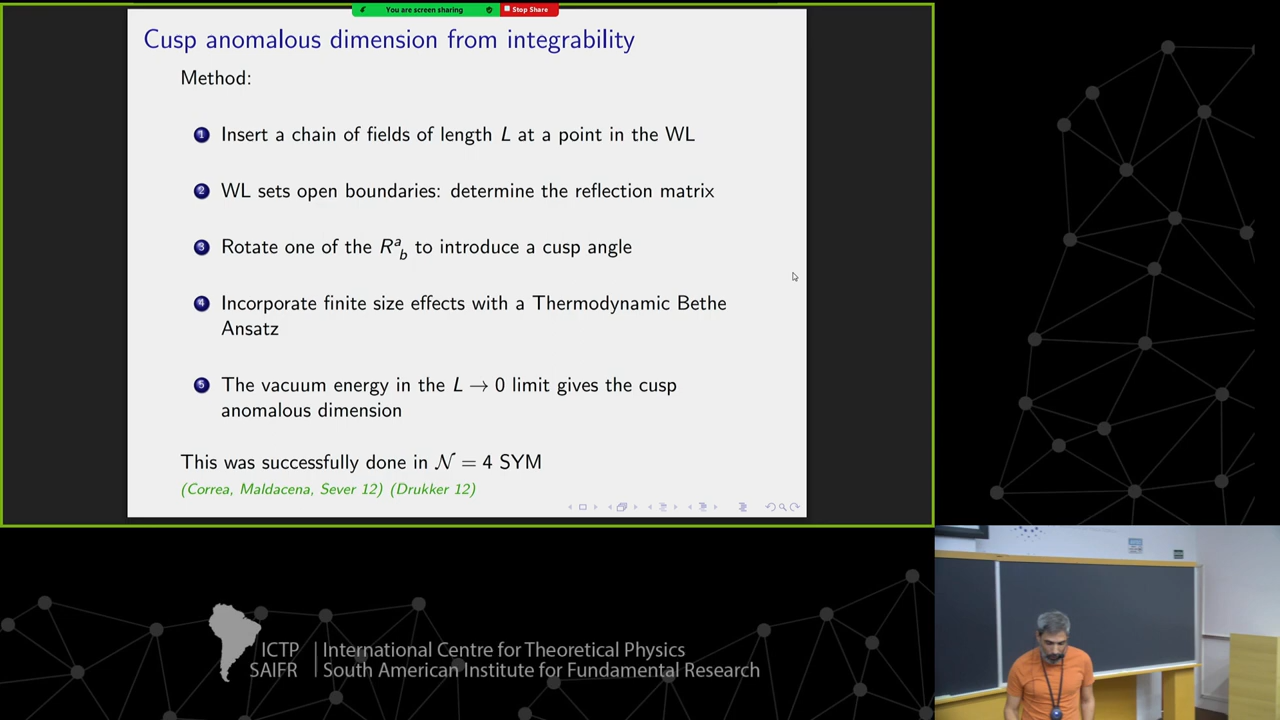 You are screen sharing
Stop Share
Cusp anomalous dimension from integrability
Method:
1 Insert a chain of fields of length L at a point in the WL
2 WL sets open boundaries: determine the reflection matrix
3 Rotate one of the R^a_b to introduce a cusp angle
4 Incorporate finite size effects with a Thermodynamic Bethe
Ansatz
5 The vacuum energy in the L → 0 limit gives the cusp
anomalous dimension
This was successfully done in 𝒩 = 4 SYM
(Correa, Maldacena, Sever 12) (Drukker 12)
ICTP
SAIFR
International Centre for Theoretical Physics
South American Institute for Fundamental Research